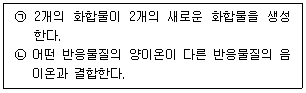 ㉠ 2개의 화합물이 2개의 새로운 화합물을 생성
한다.
㉡ 어떤 반응물질의 양이온이 다른 반응물질의 음
이온과 결합한다.